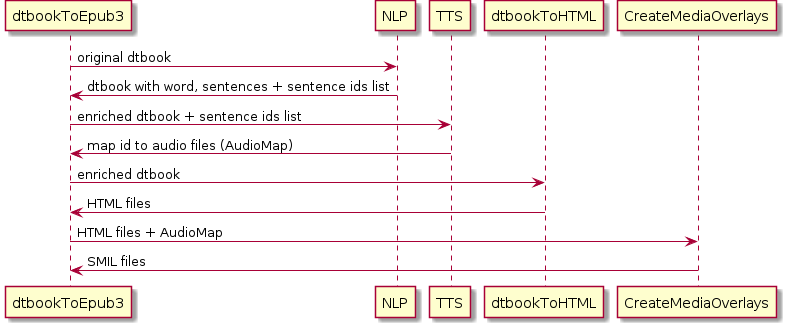 dtbookToEpub3 NLP TTS dtbookToHTML CreateMediaOverlays
original dtbook
dtbook with word, sentences + sentence ids list
enriched dtbook + sentence ids list
map id to audio files (AudioMap)
enriched dtbook
HTML files
HTML files + AudioMap
SMIL files
dtbookToEpub3 NLP TTS dtbookToHTML CreateMediaOverlays